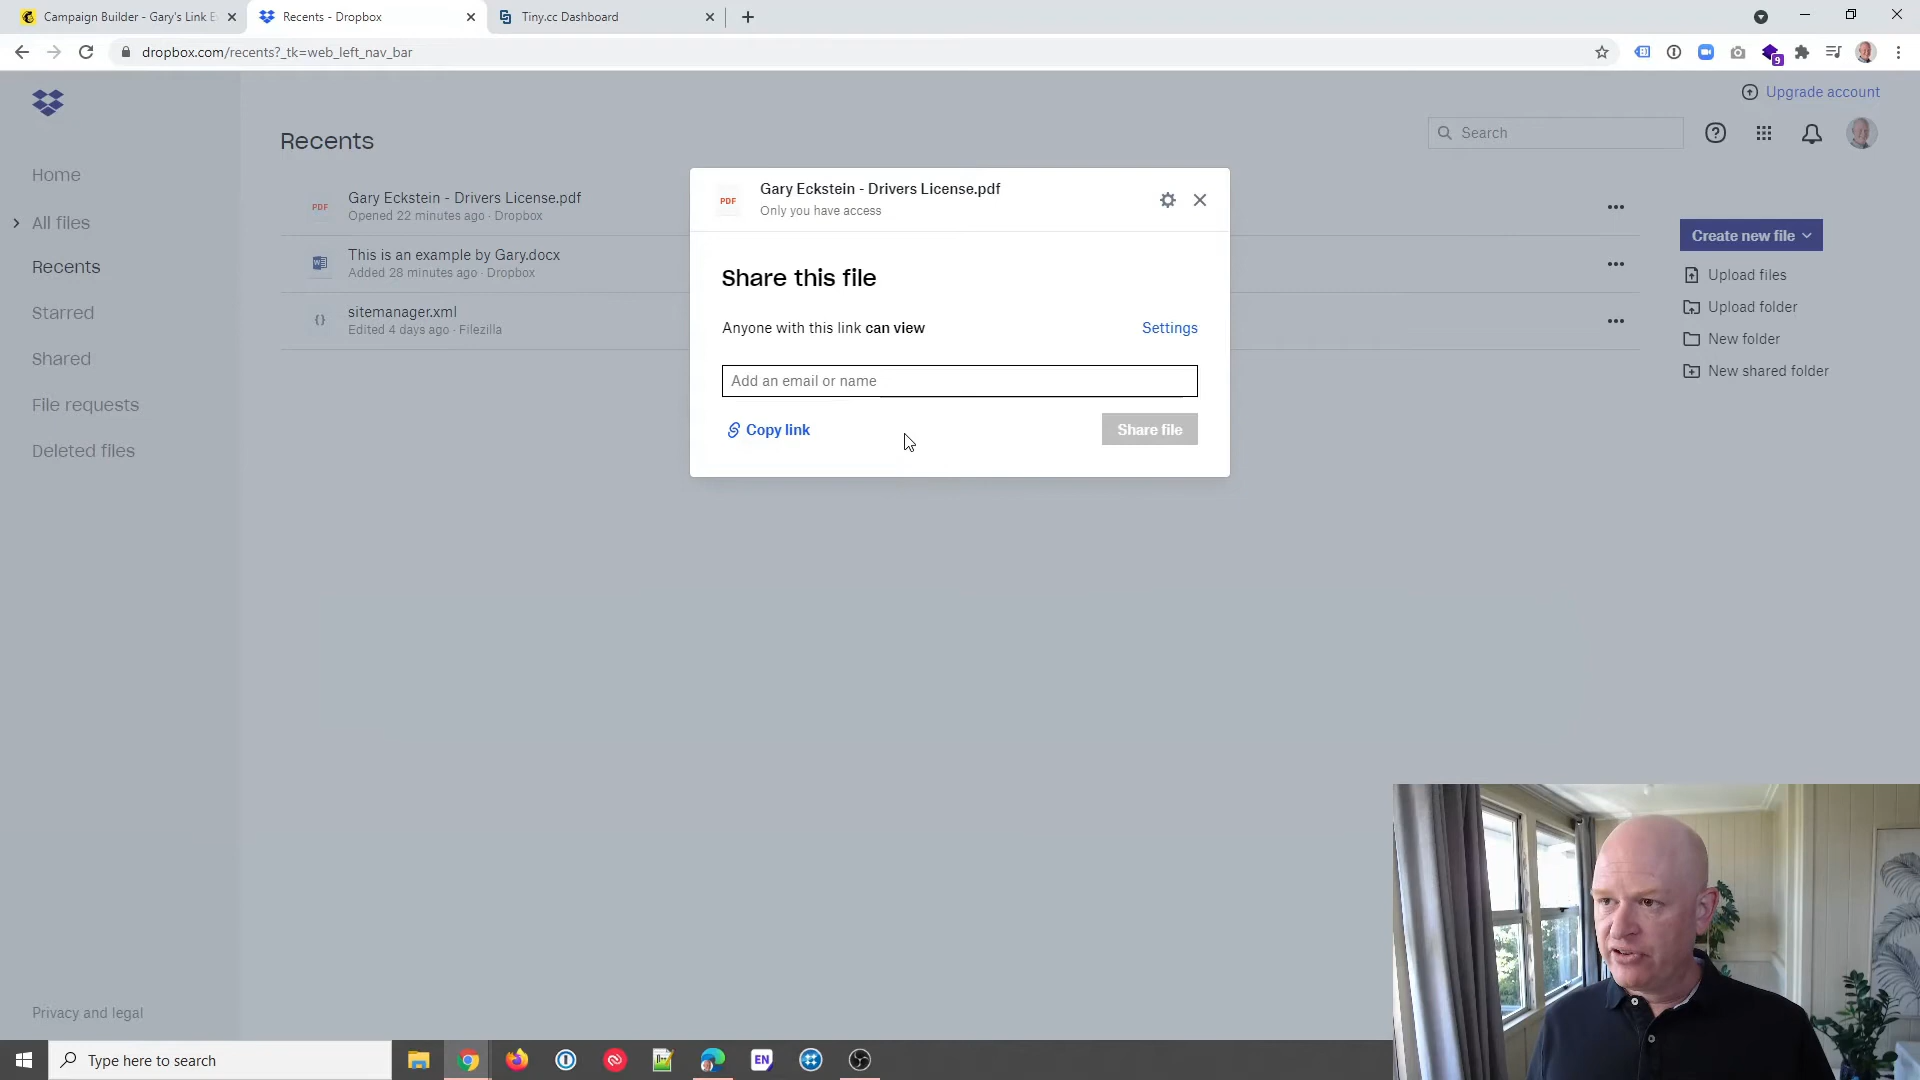 Campaign Builder - Gary's Link E
Recents - Dropbox
Tiny.cc Dashboard
dropbox.com/recents?_tk=web_left_nav_bar
9
Upgrade account
Recents
Search
Home
All files
Recents
Starred
Shared
File requests
Deleted files
Privacy and legal
PDF
Gary Eckstein - Drivers License.pdf
Opened 22 minutes ago · Dropbox
This is an example by Gary.docx
Added 28 minutes ago · Dropbox
{}
sitemanager.xml
Edited 4 days ago · Filezilla
PDF
Gary Eckstein - Drivers License.pdf
Only you have access
Share this file
Anyone with this link can view
Settings
Add an email or name
Copy link
Share file
Create new file
Upload files
Upload folder
New folder
New shared folder
Type here to search
EN